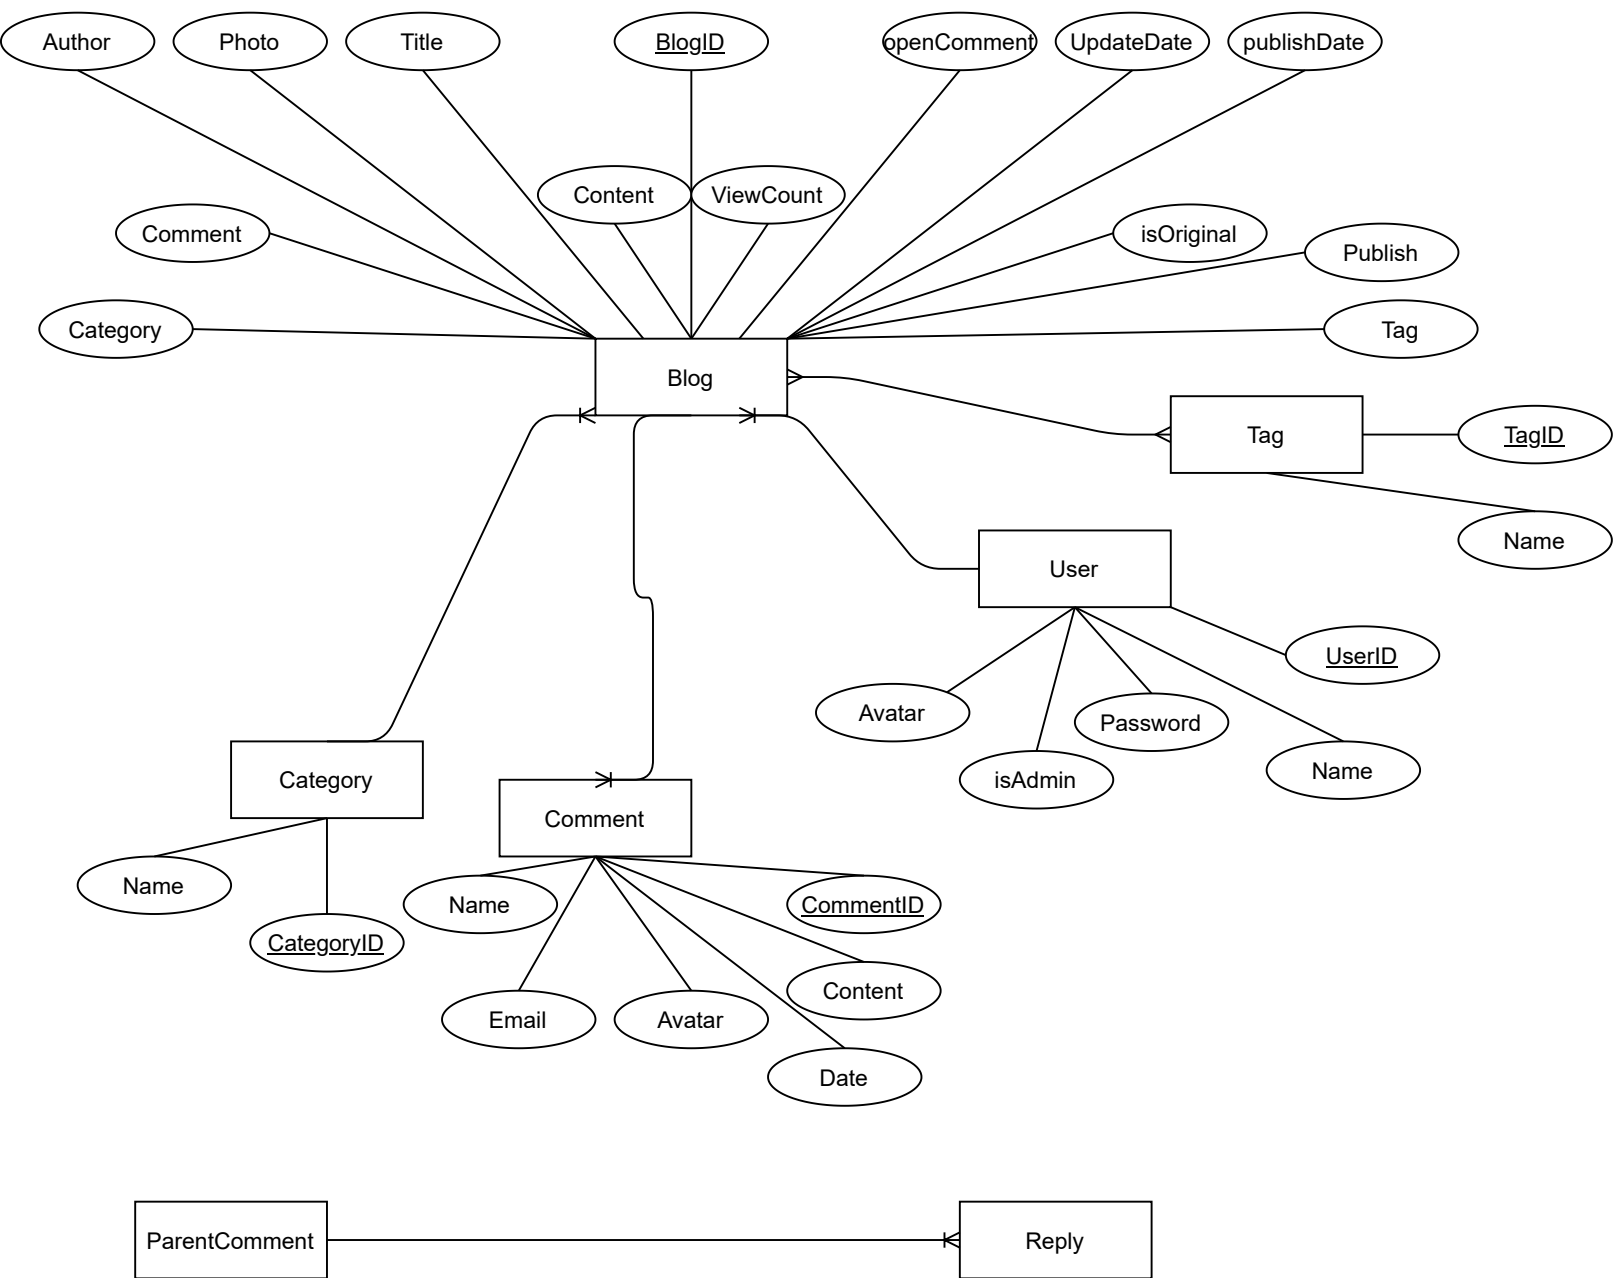 Author
Photo
Title
BlogID
openComment
UpdateDate
publishDate
Content
ViewCount
Comment
isOriginal
Publish
Category
Tag
Blog
Tag
TagID
Name
User
UserID
Avatar
Password
isAdmin
Name
Category
Comment
Name
Name
CommentID
CategoryID
Content
Email
Avatar
Date
ParentComment
Reply